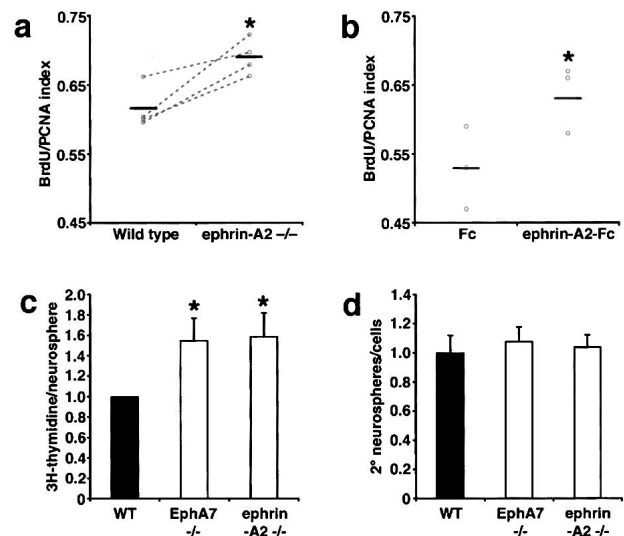 a
BrdU/PCNA index
0.75
0.65
0.55
0.45
*
Wild type
ephrin-A2 –/–
b
BrdU/PCNA index
0.75
0.65
0.55
0.45
*
Fc
ephrin-A2-Fc
c
3H-thymidine/neurosphere
2.0
1.8
1.6
1.4
1.2
1.0
0.8
0.6
0.4
0.2
0
*
*
WT
EphA7
-/-
ephrin
-A2 -/-
d
2° neurospheres/cells
1.4
1.2
1.0
0.8
0.6
0.4
0.2
0
WT
EphA7
-/-
ephrin
-A2 -/-